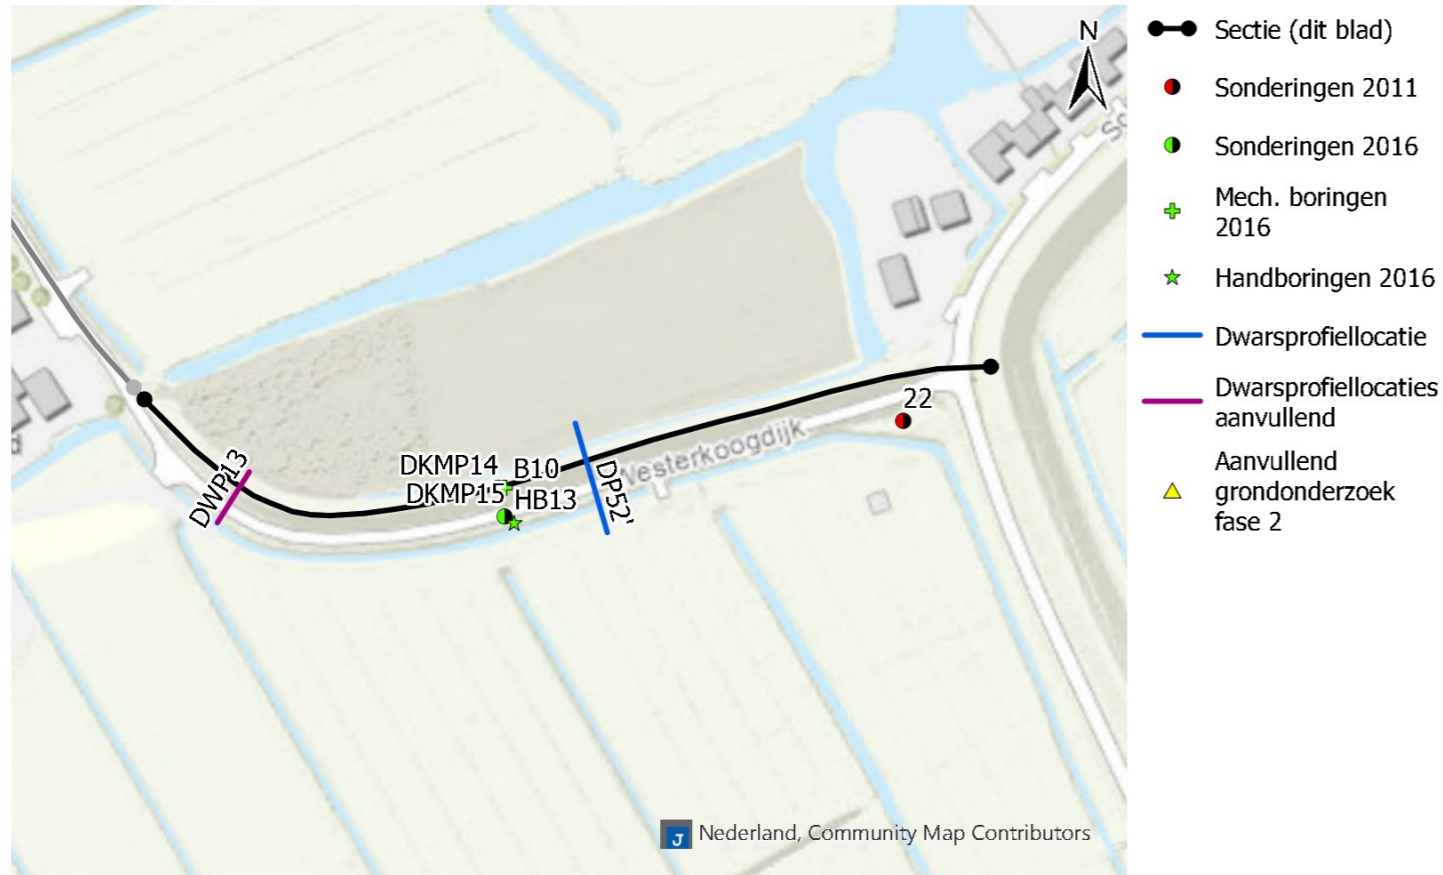 N
Sc
22
Westerkoogdijk
DKMP14
B10
DKMP15
HB13
DP52'
DWP13
d
J
Nederland, Community Map Contributors
Sectie (dit blad)
Sonderingen 2011
Sonderingen 2016
Mech. boringen
2016
Handboringen 2016
Dwarsprofiellocatie
Dwarsprofiellocaties
aanvullend
Aanvullend
grondonderzoek
fase 2